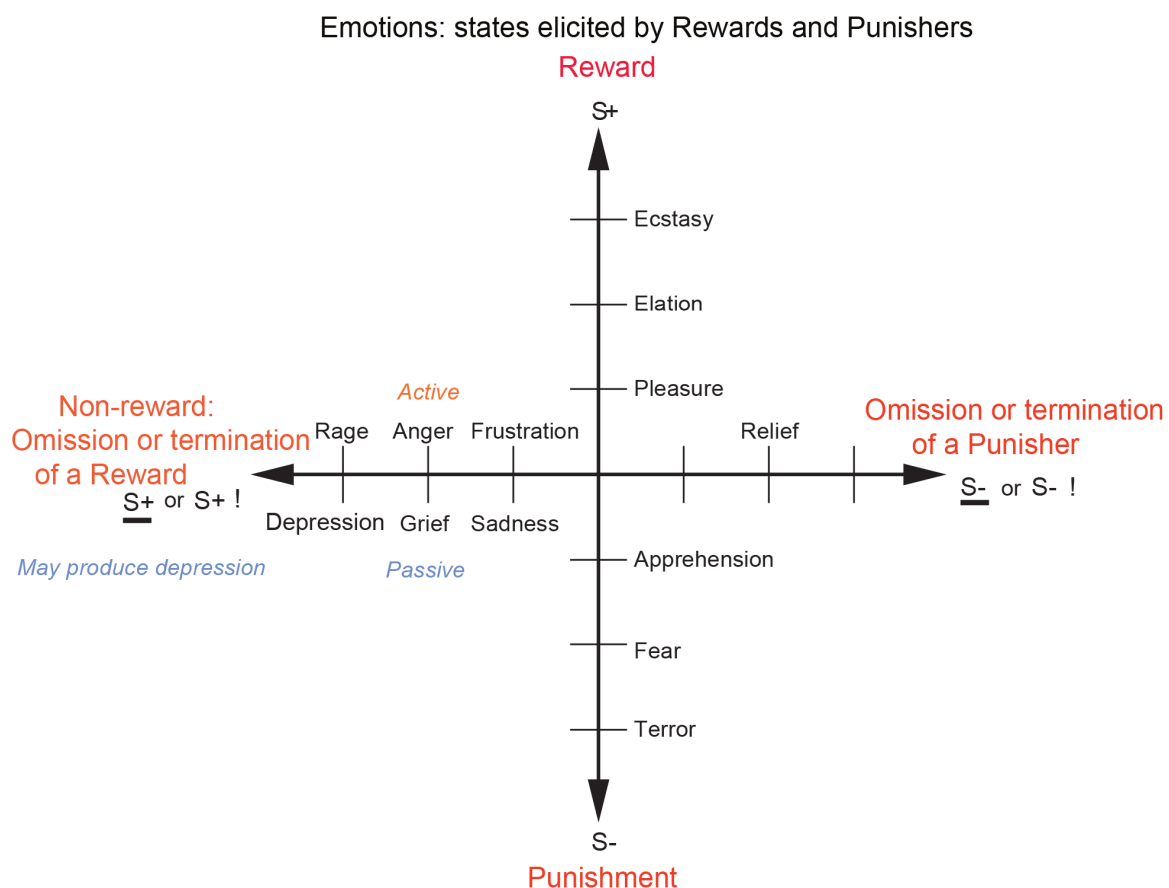 Emotions: states elicited by Rewards and Punishers
Reward
S+
Ecstasy
Elation
Pleasure
Active
Non-reward:
Omission or termination
of a Reward
S+ or S+ !
May produce depression
Rage Anger Frustration
Depression Grief Sadness
Passive
Relief
Omission or termination
of a Punisher
S- or S- !
Apprehension
Fear
Terror
S-
Punishment